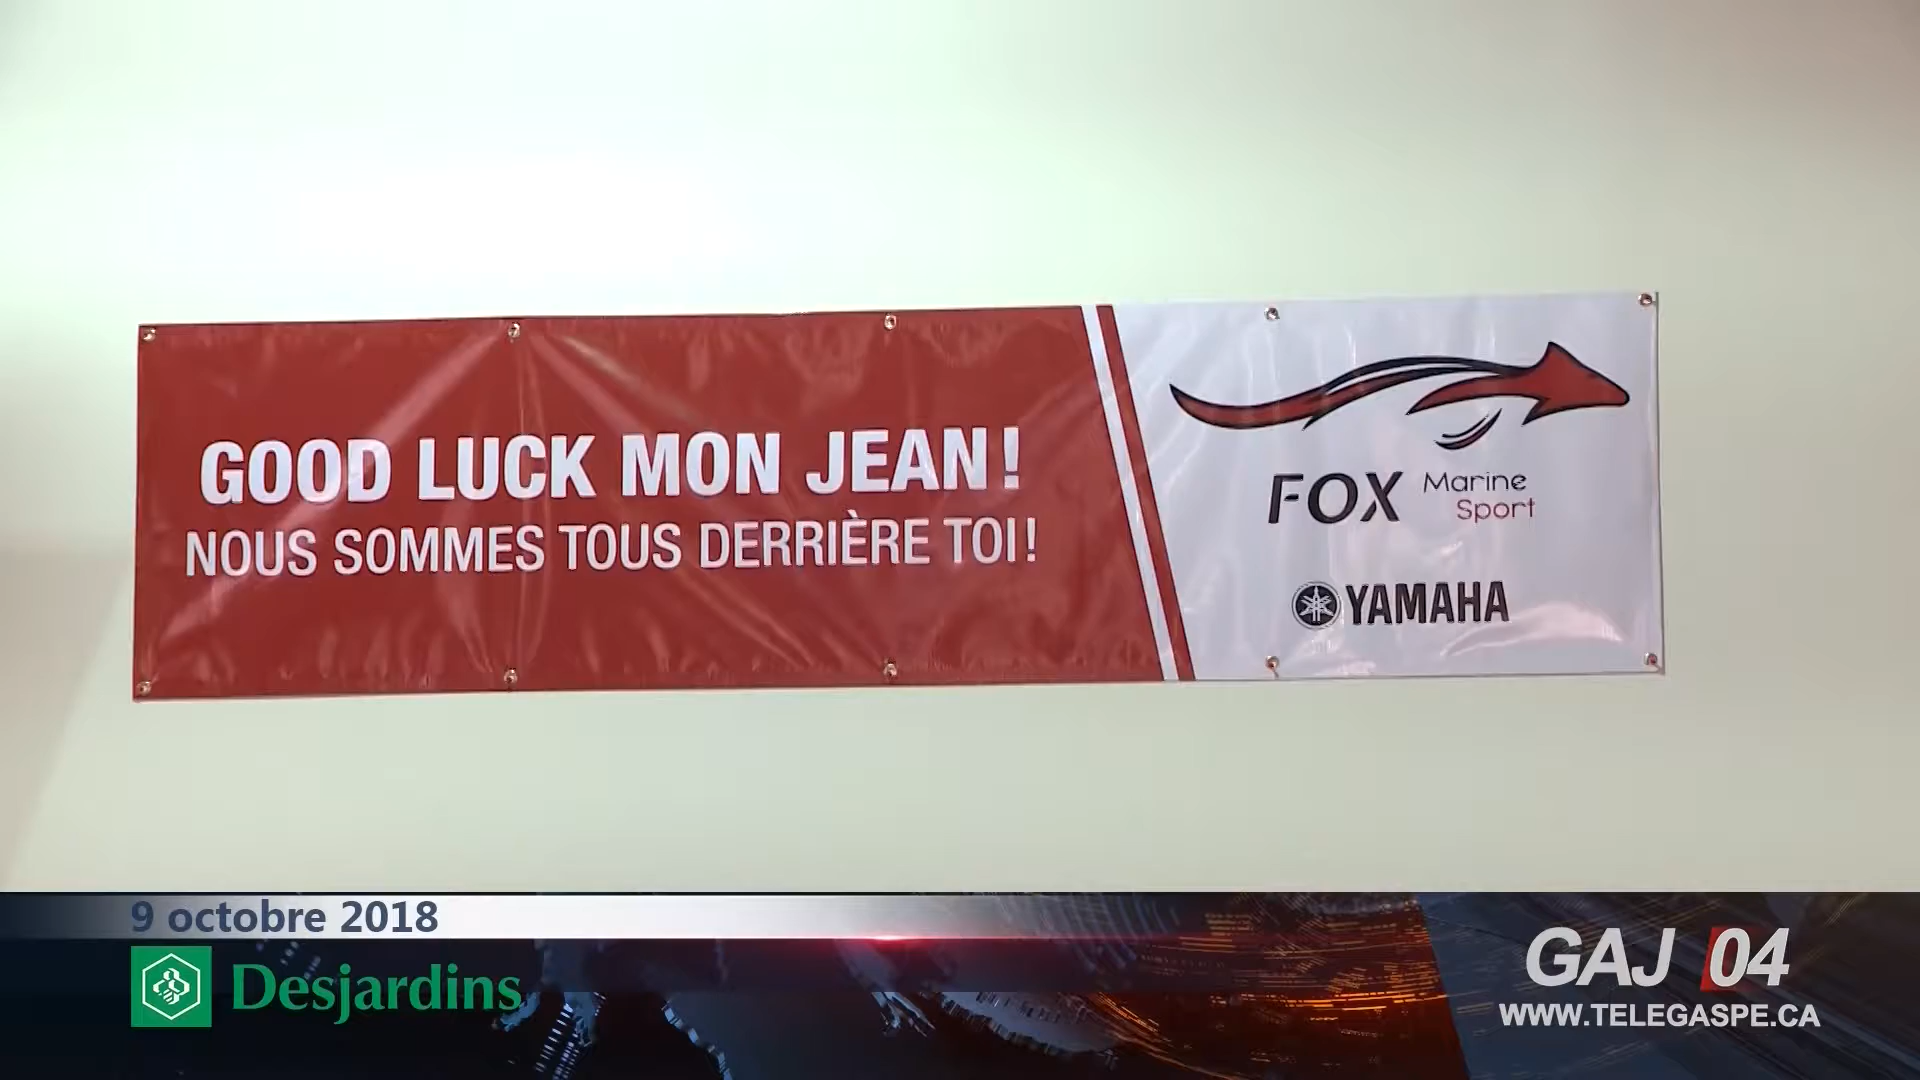 GOOD LUCK MON JEAN!
NOUS SOMMES TOUS DERRIÈRE TOI!
FOX Marine
Sport
YAMAHA
9 octobre 2018
Desjardins
GAJ 04
WWW.TELEGASPE.CA